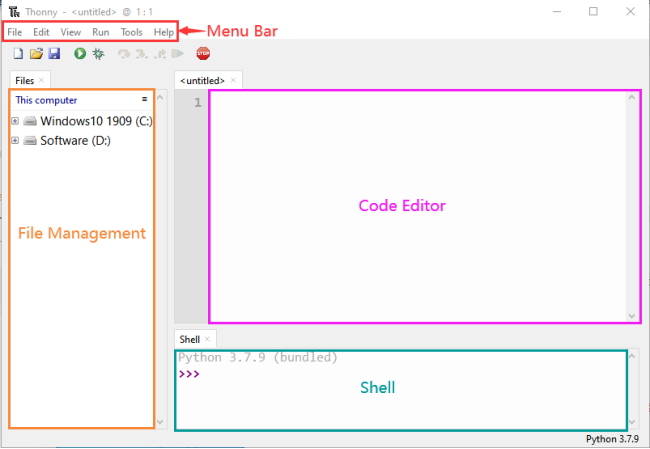 Thonny - <untitled> @ 1:1
File Edit View Run Tools Help
Menu Bar
STOP
Files ×
<untitled> ×
This computer ≡
1
Windows10 1909 (C:)
Software (D:)
Code Editor
File Management
Shell ×
Python 3.7.9 (bundled)
>>>
Shell
Python 3.7.9